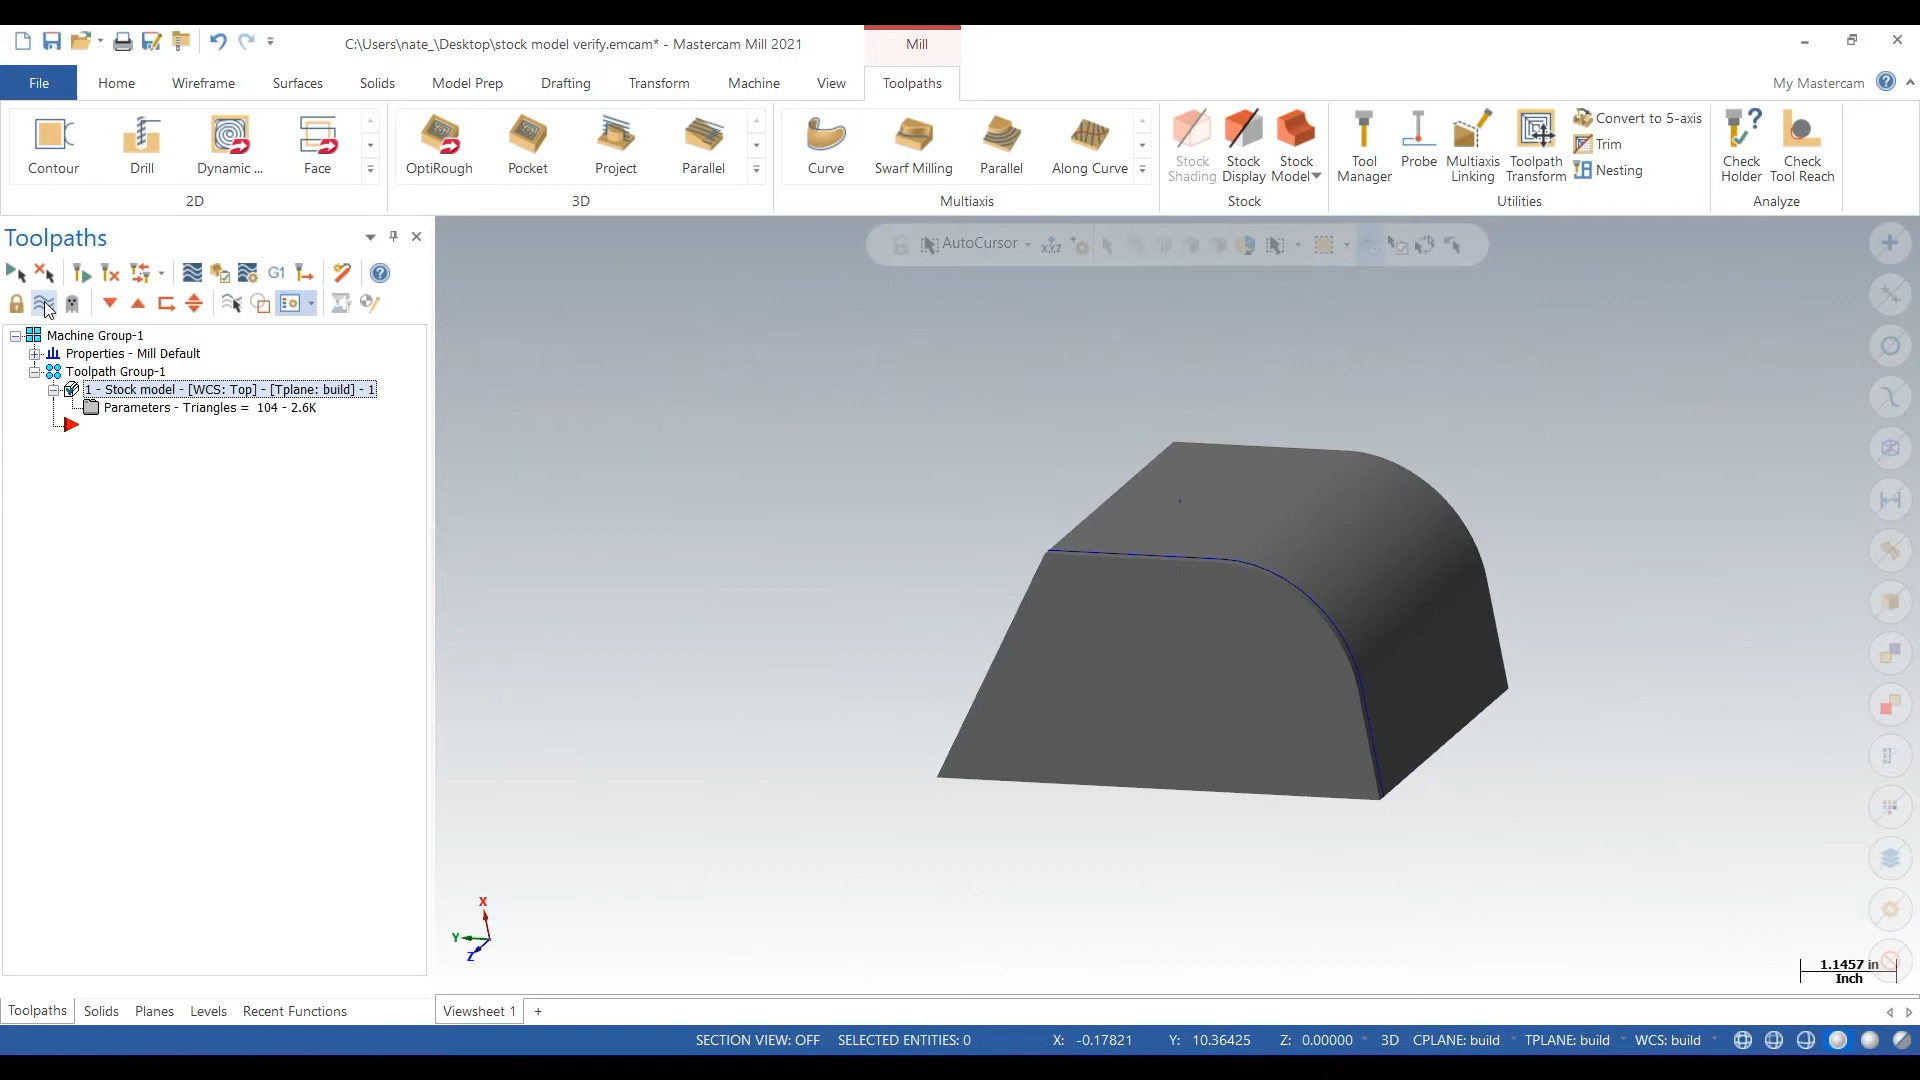 C:\Users\nate_\Desktop\stock model verify.emcam* - Mastercam Mill 2021
Mill
File
Home
Wireframe
Surfaces
Solids
Model Prep
Drafting
Transform
Machine
View
Toolpaths
My Mastercam
Contour
Drill
Dynamic ...
Face
2D
OptiRough
Pocket
Project
Parallel
3D
Curve
Swarf Milling
Parallel
Along Curve
Multiaxis
Stock Shading
Stock Display
Stock Model
Stock
Tool Manager
Probe
Multiaxis Linking
Toolpath Transform
Convert to 5-axis
Trim
Nesting
Utilities
Check Holder
Check Tool Reach
Analyze
Toolpaths
G1
AutoCursor
XYZ
Machine Group-1
Properties - Mill Default
Toolpath Group-1
1 - Stock model - [WCS: Top] - [Tplane: build] - 1
Parameters - Triangles =  104 - 2.6K
X
Y
Z
1.1457 in
Inch
Toolpaths
Solids
Planes
Levels
Recent Functions
Viewsheet 1
+
SECTION VIEW: OFF
SELECTED ENTITIES: 0
X: -0.17821
Y: 10.36425
Z: 0.00000
3D
CPLANE: build
TPLANE: build
WCS: build